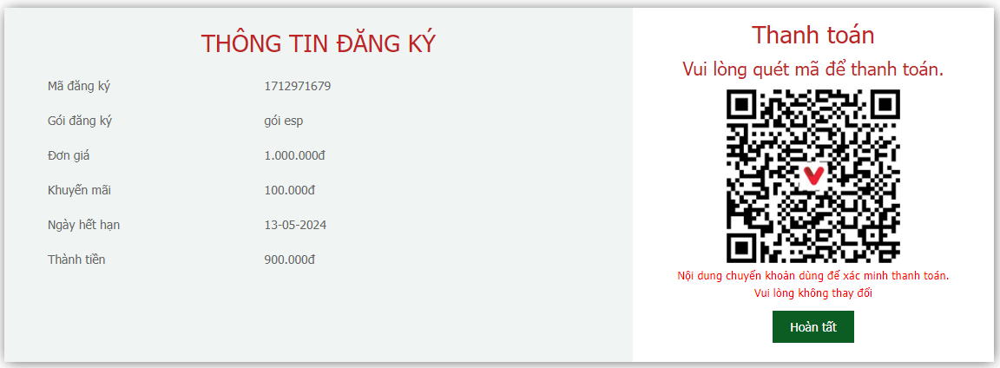 THÔNG TIN ĐĂNG KÝ
Mã đăng ký 1712971679
Gói đăng ký gói esp
Đơn giá 1.000.000đ
Khuyến mãi 100.000đ
Ngày hết hạn 13-05-2024
Thành tiền 900.000đ
Thanh toán
Vui lòng quét mã để thanh toán.
Nội dung chuyển khoản dùng để xác minh thanh toán.
Vui lòng không thay đổi
Hoàn tất